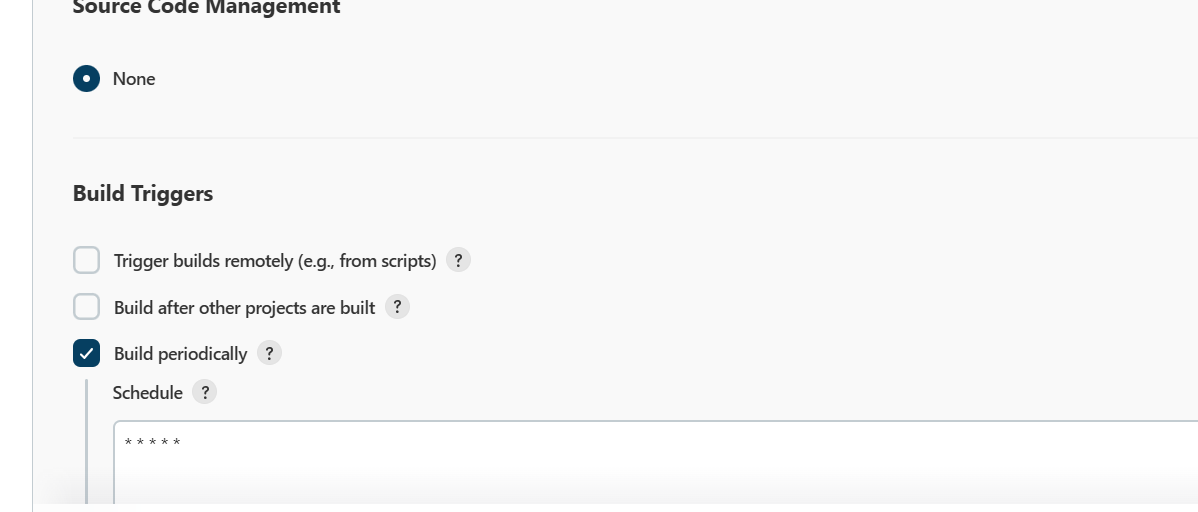 Source Code Management
None
Build Triggers
Trigger builds remotely (e.g., from scripts) ?
Build after other projects are built ?
Build periodically ?
Schedule ?
* * * * *